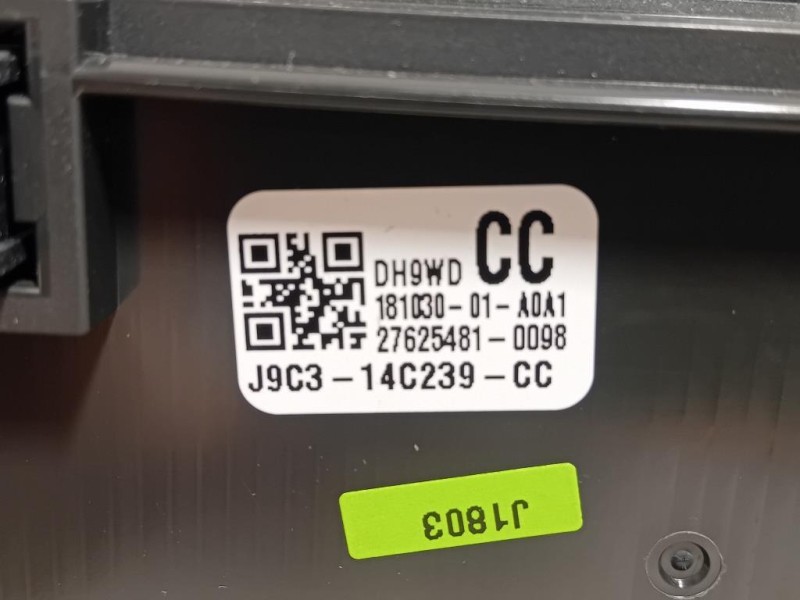 CC
DH9WD
181030-01-A0A1
27625481-0098
J9C3-14C239-CC
J1803